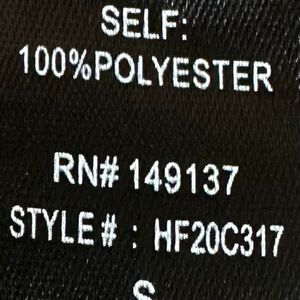 SELF:
100%POLYESTER
RN# 149137
STYLE# : HF20C317
S